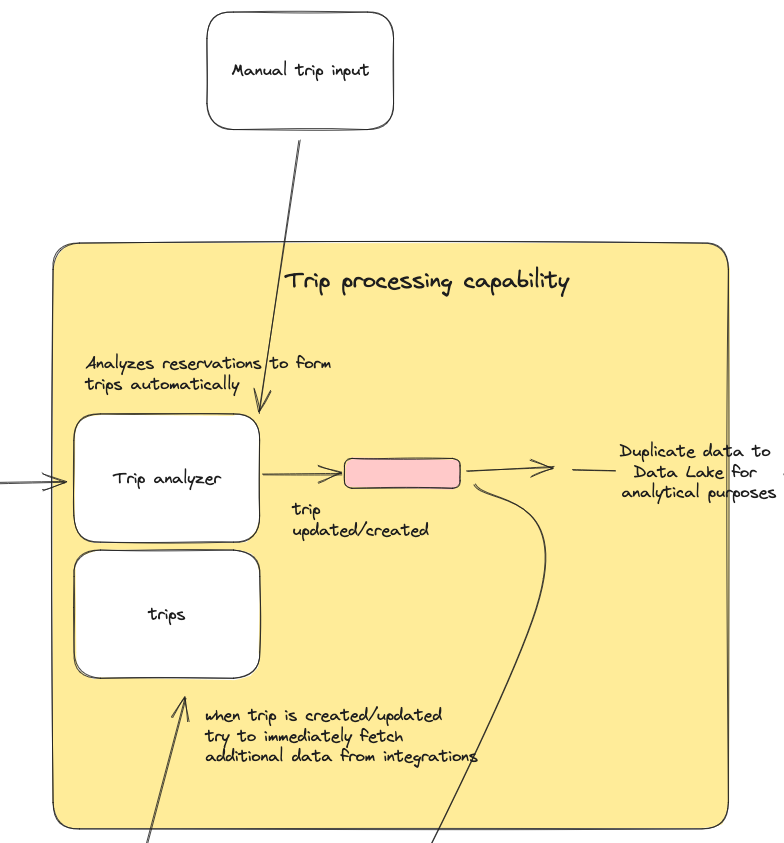 Manual trip input
Trip processing capability
Analyzes reservations to form
trips automatically
Trip analyzer
trip
updated/created
Duplicate data to
Data Lake for
analytical purposes
trips
when trip is created/updated
try to immediately fetch
additional data from integrations